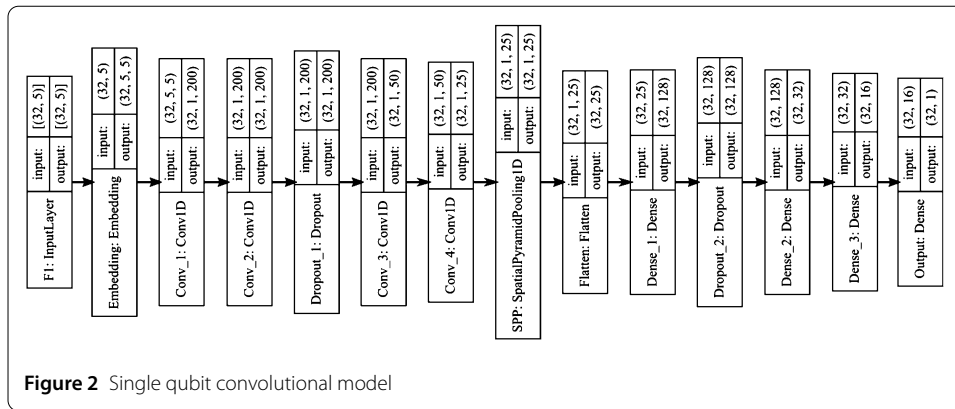 F1: InputLayer
input:
[(32, 5)]
output:
[(32, 5)]
Embedding: Embedding
input:
(32, 5)
output:
(32, 5, 5)
Conv_1: Conv1D
input:
(32, 5, 5)
output:
(32, 1, 200)
Conv_2: Conv1D
input:
(32, 1, 200)
output:
(32, 1, 200)
Dropout_1: Dropout
input:
(32, 1, 200)
output:
(32, 1, 200)
Conv_3: Conv1D
input:
(32, 1, 200)
output:
(32, 1, 50)
Conv_4: Conv1D
input:
(32, 1, 50)
output:
(32, 1, 25)
SPP: SpatialPyramidPooling1D
input:
(32, 1, 25)
output:
(32, 1, 25)
Flatten: Flatten
input:
(32, 1, 25)
output:
(32, 25)
Dense_1: Dense
input:
(32, 25)
output:
(32, 128)
Dropout_2: Dropout
input:
(32, 128)
output:
(32, 128)
Dense_2: Dense
input:
(32, 128)
output:
(32, 32)
Dense_3: Dense
input:
(32, 32)
output:
(32, 16)
Output: Dense
input:
(32, 16)
output:
(32, 1)
Figure 2 Single qubit convolutional model